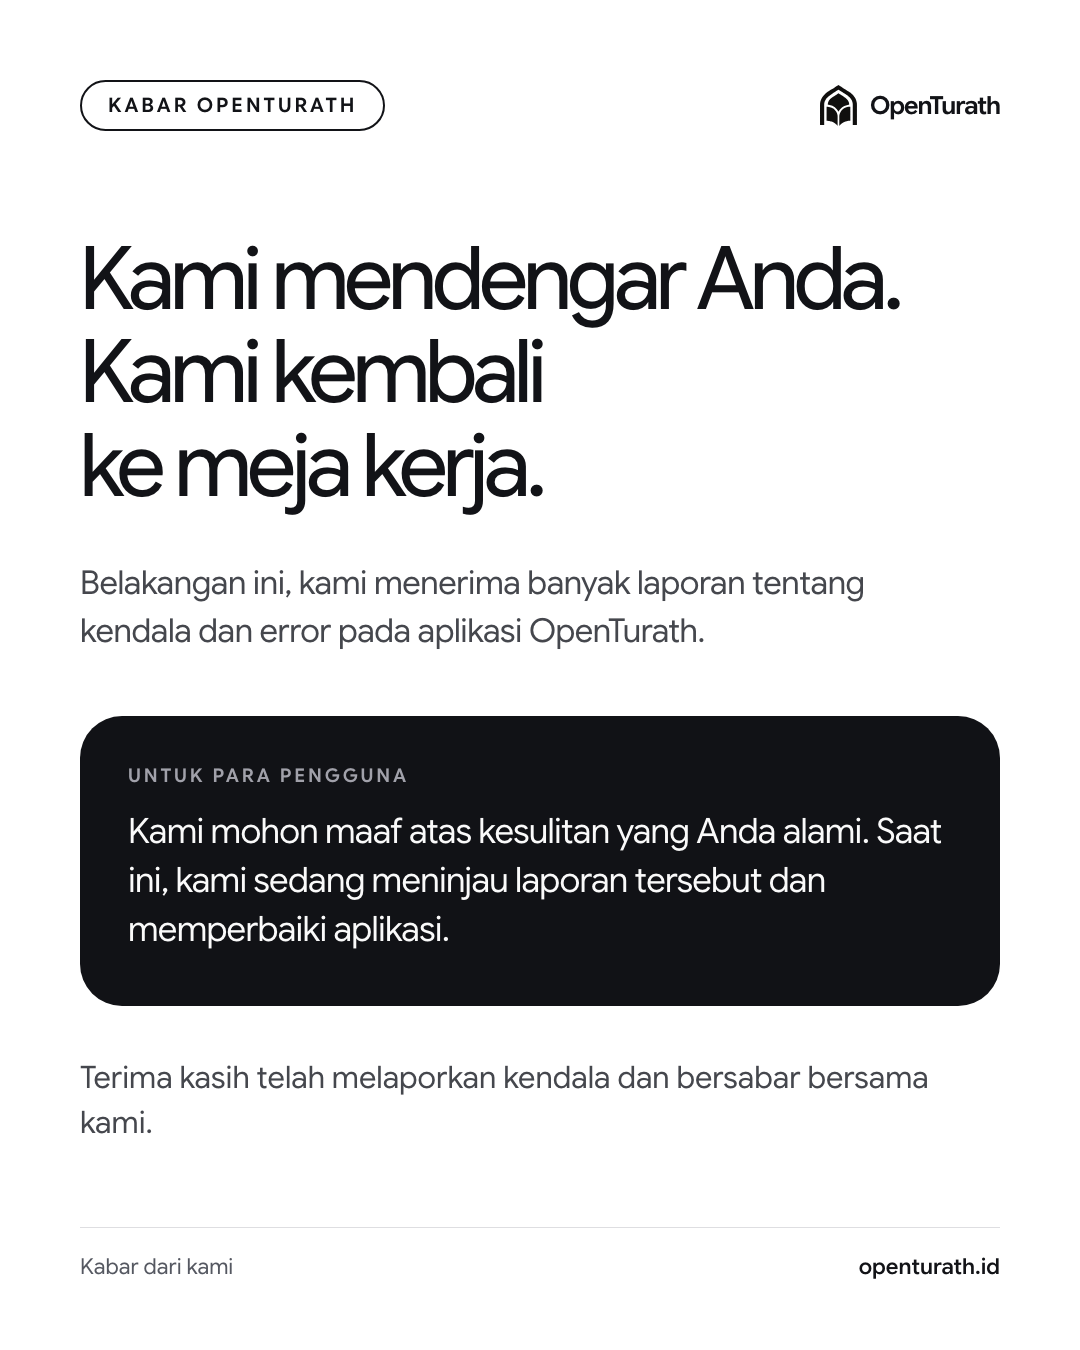 KABAR OPENTURATH
OpenTurath
Kami mendengar Anda.
Kami kembali
ke meja kerja.
Belakangan ini, kami menerima banyak laporan tentang
kendala dan error pada aplikasi OpenTurath.
UNTUK PARA PENGGUNA
Kami mohon maaf atas kesulitan yang Anda alami. Saat
ini, kami sedang meninjau laporan tersebut dan
memperbaiki aplikasi.
Terima kasih telah melaporkan kendala dan bersabar bersama
kami.
Kabar dari kami
openturath.id